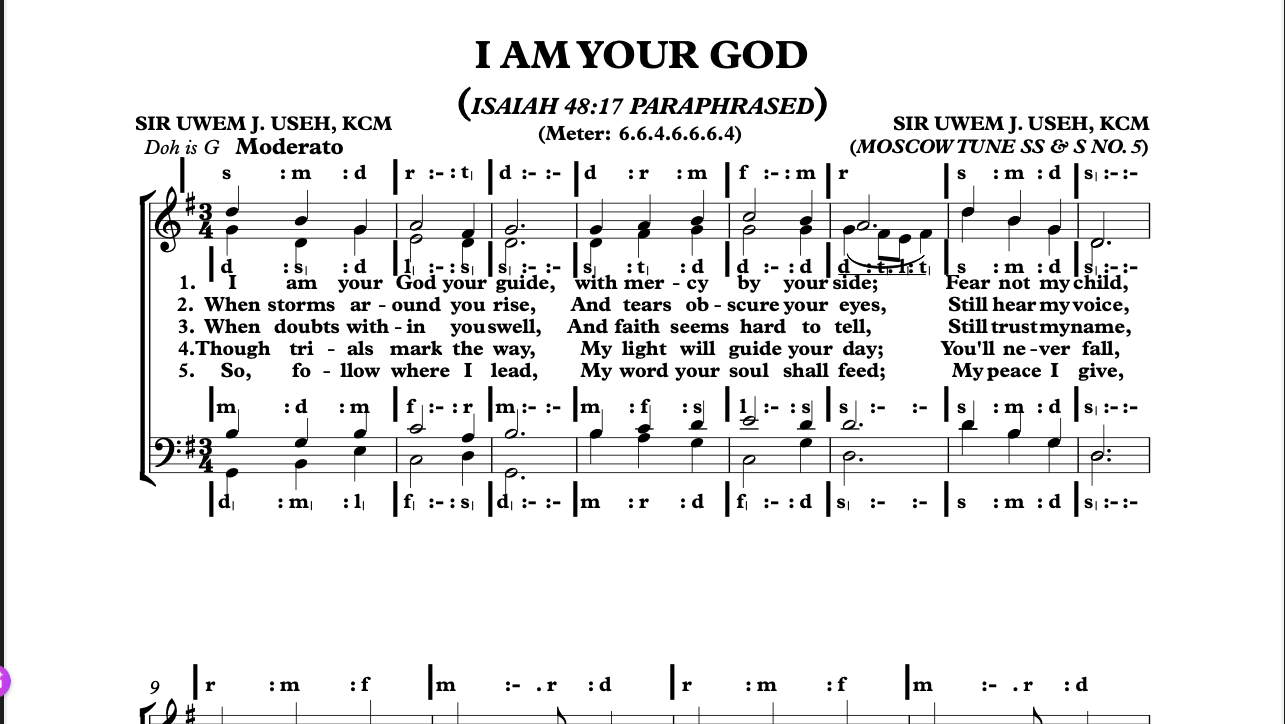 I AM YOUR GOD
(ISAIAH 48:17 PARAPHRASED)
SIR UWEM J. USEH, KCM
SIR UWEM J. USEH, KCM
(Meter: 6.6.4.6.6.6.4)
Doh is G Moderato
(MOSCOW TUNE SS & S NO. 5)
s : m : d r :- : t, d :- :- d : r : m f :- : m r s : m : d s, :- :-
3 4
d : s, : d l, :- : s, s, :- :- s, : t, : d d :- : d d : t, . l, : t, s : m : d s, :- :-
1. I am your God your guide, with mer - cy by your side; Fear not my child,
2. When storms ar - ound you rise, And tears ob - scure your eyes, Still hear my voice,
3. When doubts with - in you swell, And faith seems hard to tell, Still trust my name,
4. Though tri - als mark the way, My light will guide your day; You'll ne - ver fall,
5. So, fo - llow where I lead, My word your soul shall feed; My peace I give,
m : d : m f :- : r m :- :- m : f : s l :- : s s :- :- s : m : d s, :- :-
3 4
d, : m, : l, f, :- : s, d, :- :- m : r : d f, :- : d s, :- :- s : m : d s, :- :-
9 r : m : f m :- . r : d r : m : f m :- . r : d